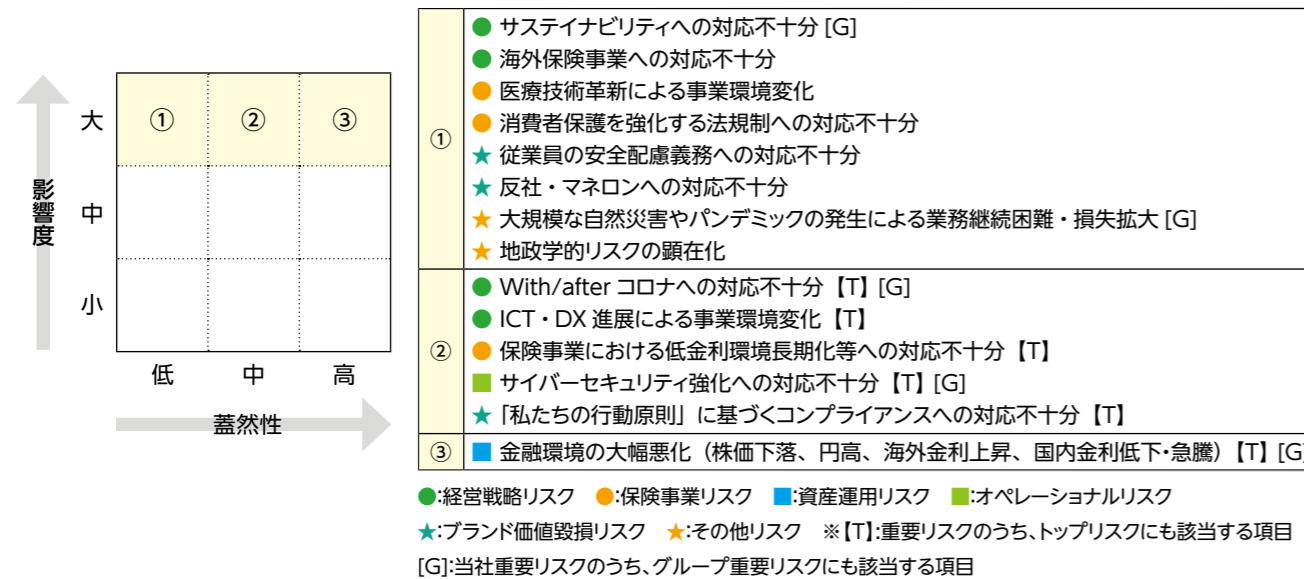 影響度
大
中
小
① ② ③
低 中 高
蓋然性
①
● サステイナビリティへの対応不十分 [G]
● 海外保険事業への対応不十分
● 医療技術革新による事業環境変化
● 消費者保護を強化する法規制への対応不十分
★ 従業員の安全配慮義務への対応不十分
★ 反社・マネロンへの対応不十分
★ 大規模な自然災害やパンデミックの発生による業務継続困難・損失拡大 [G]
★ 地政学的リスクの顕在化
②
● With/after コロナへの対応不十分【T】[G]
● ICT・DX 進展による事業環境変化【T】
● 保険事業における低金利環境長期化等への対応不十分【T】
■ サイバーセキュリティ強化への対応不十分【T】[G]
★「私たちの行動原則」に基づくコンプライアンスへの対応不十分【T】
③
■ 金融環境の大幅悪化（株価下落、円高、海外金利上昇、国内金利低下・急騰）【T】[G]
●:経営戦略リスク ●:保険事業リスク ■:資産運用リスク ■:オペレーショナルリスク
★:ブランド価値毀損リスク ★:その他リスク ※【T】:重要リスクのうち、トップリスクにも該当する項目
[G]:当社重要リスクのうち、グループ重要リスクにも該当する項目